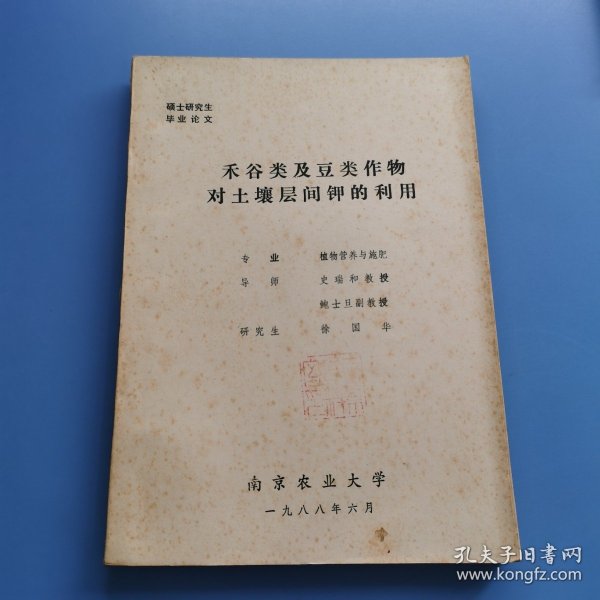 硕士研究生
毕业论文
禾谷类及豆类作物
对土壤层间钾的利用
专业 植物营养与施肥
导师 史瑞和教授
鲍士旦副教授
研究生 徐国华
南京农业大学
一九八八年六月
孔夫子旧书网
www.kongfz.com